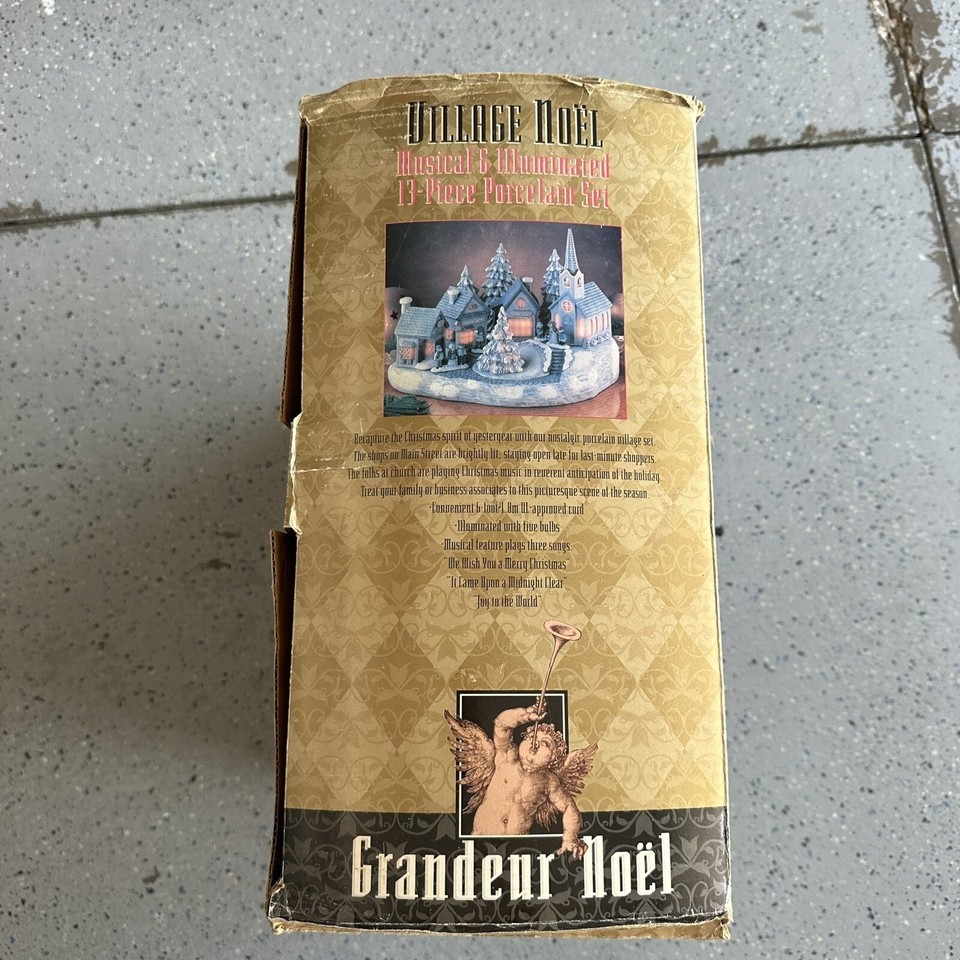 VILLAGE NOËL
Musical & Illuminated
13-Piece Porcelain Set
Recapture the Christmas spirit of yesteryear with our nostalgic porcelain village set.
The shops on Main Street are brightly lit, staying open late for last-minute shoppers.
The folks at church are playing Christmas music in reverent anticipation of the holiday.
Treat your family or business associates to this picturesque scene of the season.
·Convenient 6-foot/1.8m UL-approved cord
·Illuminated with five bulbs
·Musical feature plays three songs:
"We Wish You a Merry Christmas"
"It Came Upon a Midnight Clear"
"Joy to the World"
Grandeur Noël